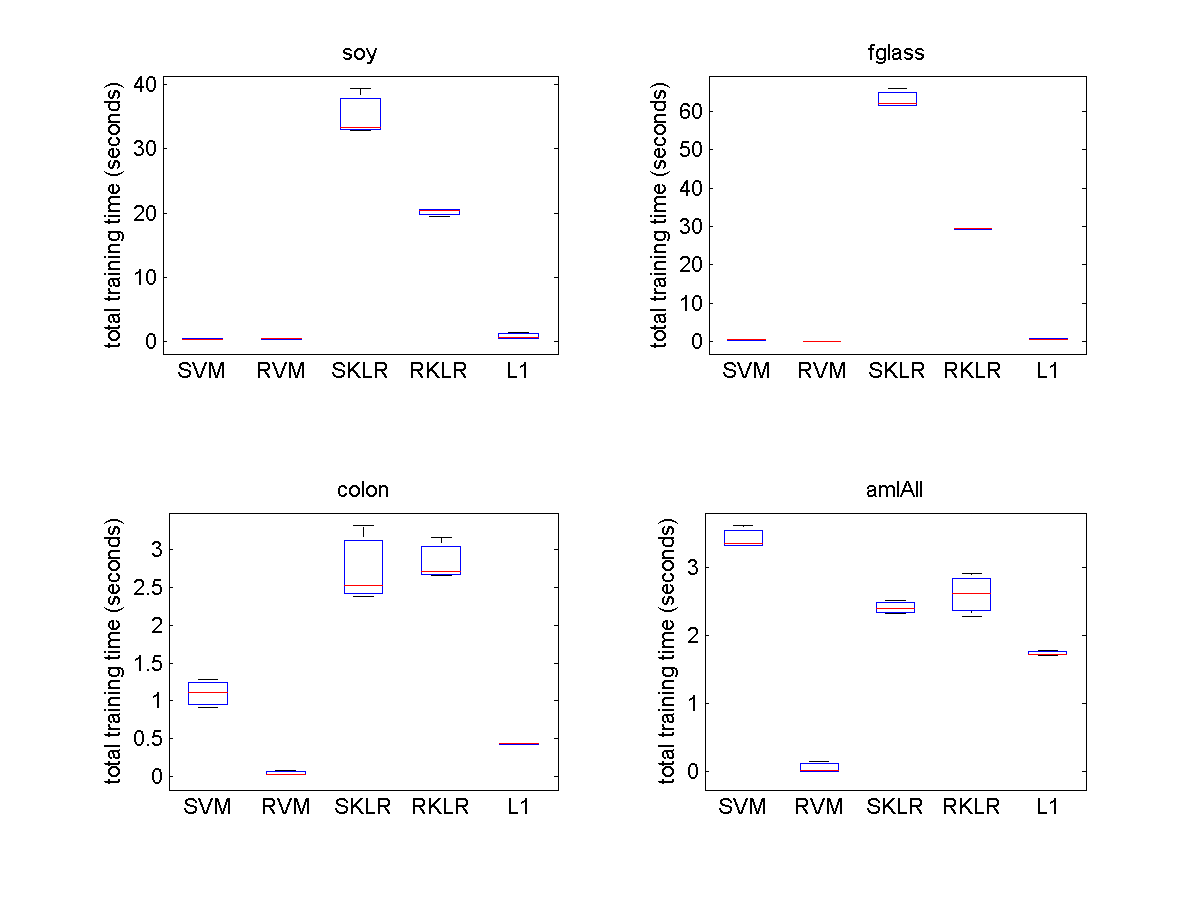 soy
total training time (seconds)
40
30
20
10
0
SVM RVM SKLR RKLR L1
fglass
total training time (seconds)
60
50
40
30
20
10
0
SVM RVM SKLR RKLR L1
colon
total training time (seconds)
3
2.5
2
1.5
1
0.5
0
SVM RVM SKLR RKLR L1
amlAll
total training time (seconds)
3
2
1
0
SVM RVM SKLR RKLR L1